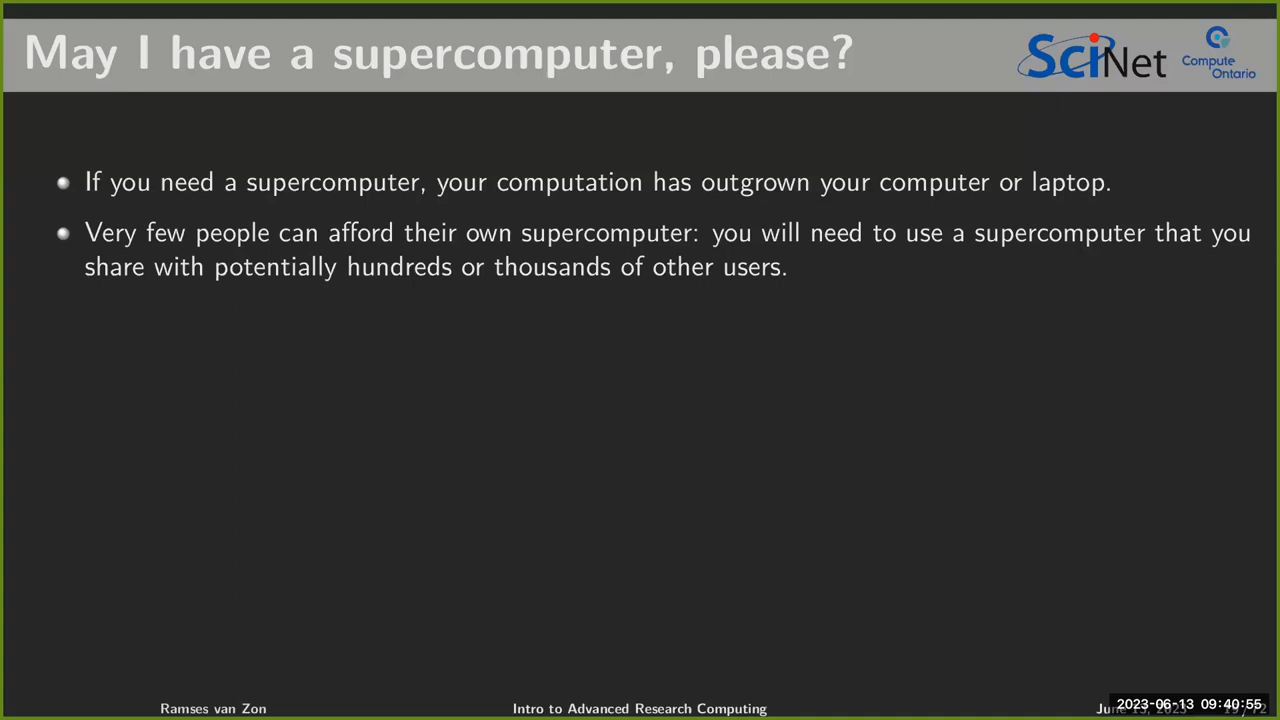 May I have a supercomputer, please?
SciNet
Compute
Ontario
If you need a supercomputer, your computation has outgrown your computer or laptop.
Very few people can afford their own supercomputer: you will need to use a supercomputer that you
share with potentially hundreds or thousands of other users.
Ramses van Zon
Intro to Advanced Research Computing
2023-06-13 09:40:55